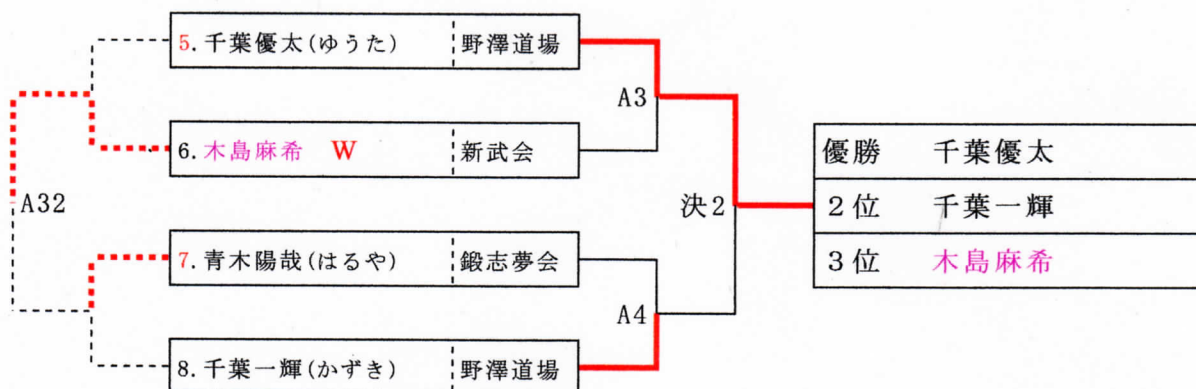 5. 千葉優太(ゆうた) 野澤道場
A3
6. 木島麻希 W 新武会
優勝 千葉優太
A32
決2
2位 千葉一輝
7. 青木陽哉(はるや) 鍛志夢会
3位 木島麻希
A4
8. 千葉一輝(かずき) 野澤道場